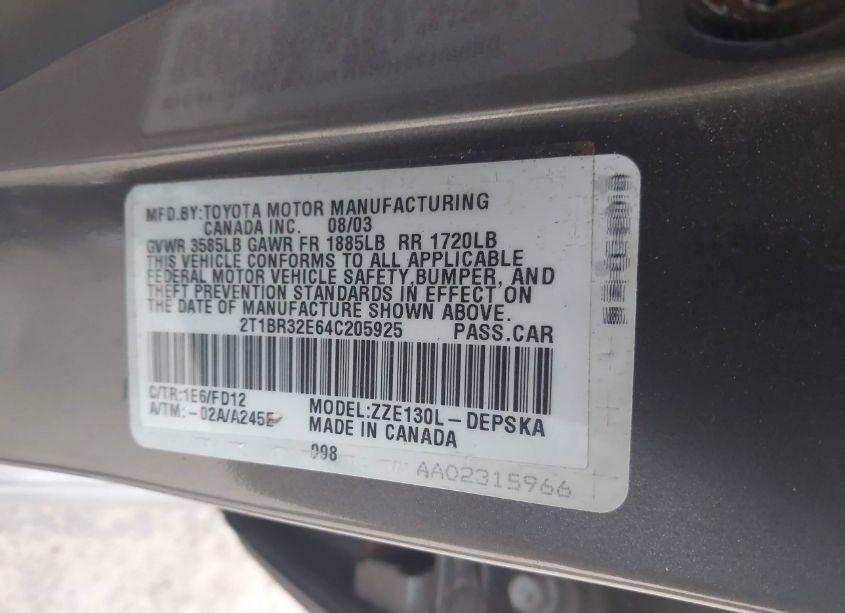 MFD.BY:TOYOTA MOTOR MANUFACTURING
CANADA INC. 08/03
GVWR 3585LB GAWR FR 1885LB RR 1720LB
THIS VEHICLE CONFORMS TO ALL APPLICABLE
FEDERAL MOTOR VEHICLE SAFETY,BUMPER, AND
THEFT PREVENTION STANDARDS IN EFFECT ON
THE DATE OF MANUFACTURE SHOWN ABOVE.
2T1BR32E64C205925 PASS.CAR
C/TR:1E6/FD12
A/TM:-02A/A245E MODEL:ZZE130L-DEPSKA
MADE IN CANADA
098
AA02315966